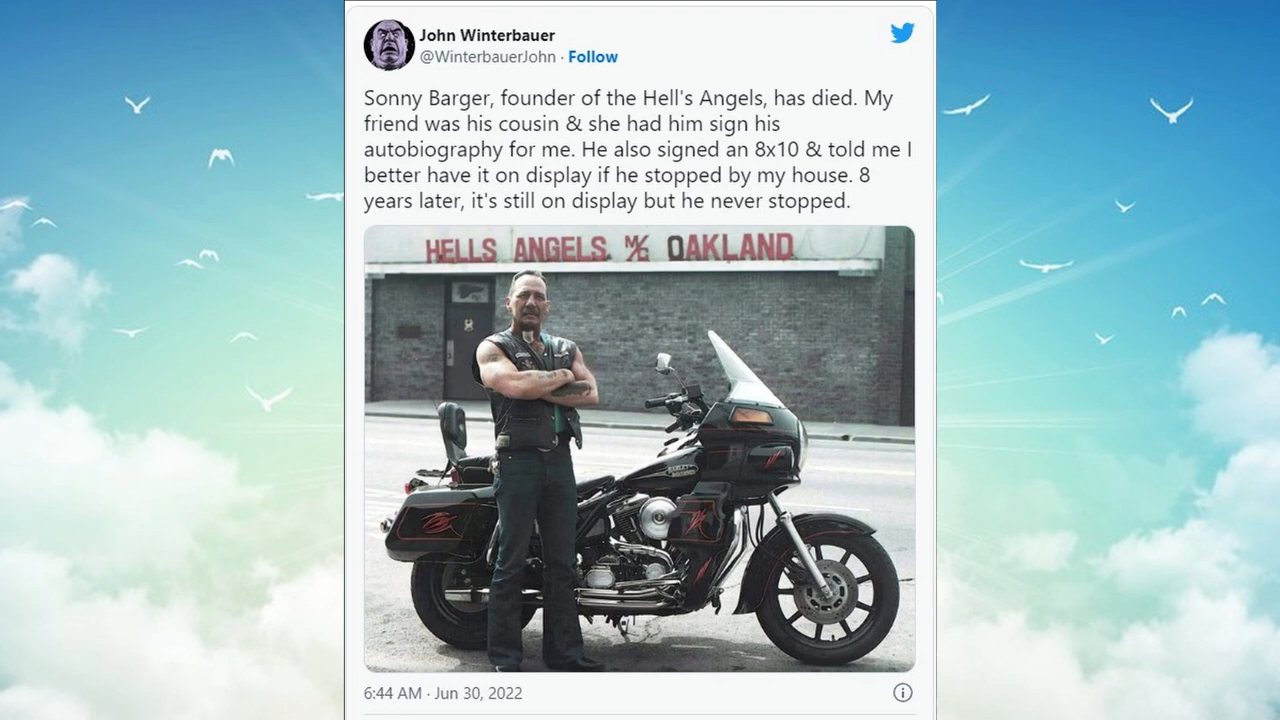 John Winterbauer
@WinterbauerJohn · Follow
Sonny Barger, founder of the Hell's Angels, has died. My
friend was his cousin & she had him sign his
autobiography for me. He also signed an 8x10 & told me I
better have it on display if he stopped by my house. 8
years later, it's still on display but he never stopped.
HELLS ANGELS M/C OAKLAND
HARLEY-DAVIDSON
6:44 AM · Jun 30, 2022